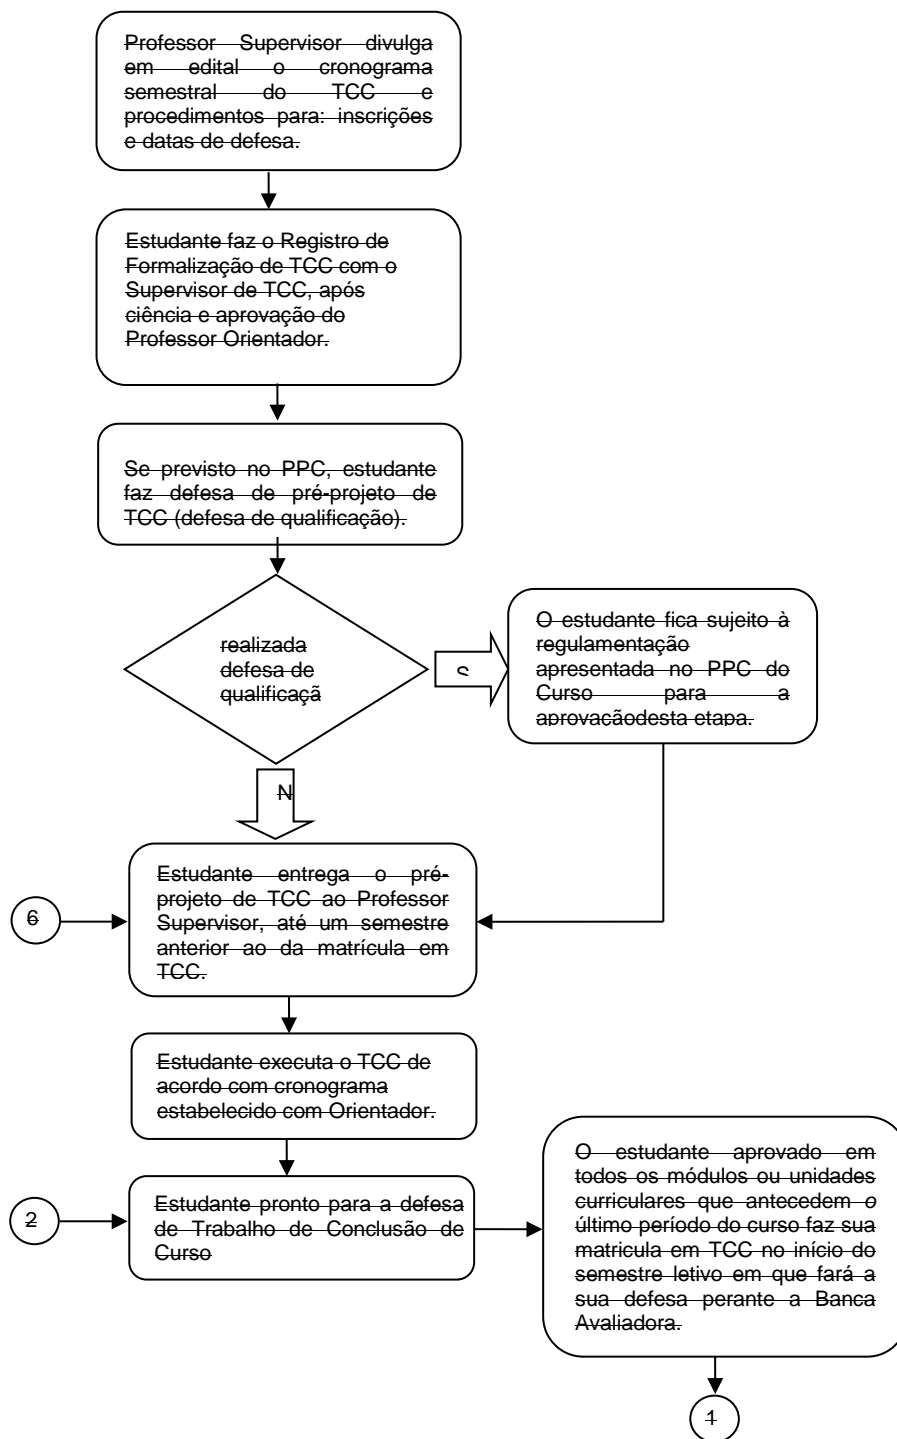 Professor Supervisor divulga
em edital o cronograma
semestral do TCC e
procedimentos para: inscrições
e datas de defesa.
Estudante faz o Registro de
Formalização de TCC com o
Supervisor de TCC, após
ciência e aprovação do
Professor Orientador.
Se previsto no PPC, estudante
faz defesa de pré-projeto de
TCC (defesa de qualificação).
realizada
defesa de
qualificaçã
O estudante fica sujeito à
regulamentação
apresentada no PPC do
Curso para a
aprovaçãodesta etapa.
N
Estudante entrega o pré-
projeto de TCC ao Professor
Supervisor, até um semestre
anterior ao da matrícula em
TCC.
6
Estudante executa o TCC de
acordo com cronograma
estabelecido com Orientador.
2
Estudante pronto para a defesa
de Trabalho de Conclusão de
Curso
O estudante aprovado em
todos os módulos ou unidades
curriculares que antecedem o
último período do curso faz sua
matricula em TCC no início do
semestre letivo em que fará a
sua defesa perante a Banca
Avaliadora.
1